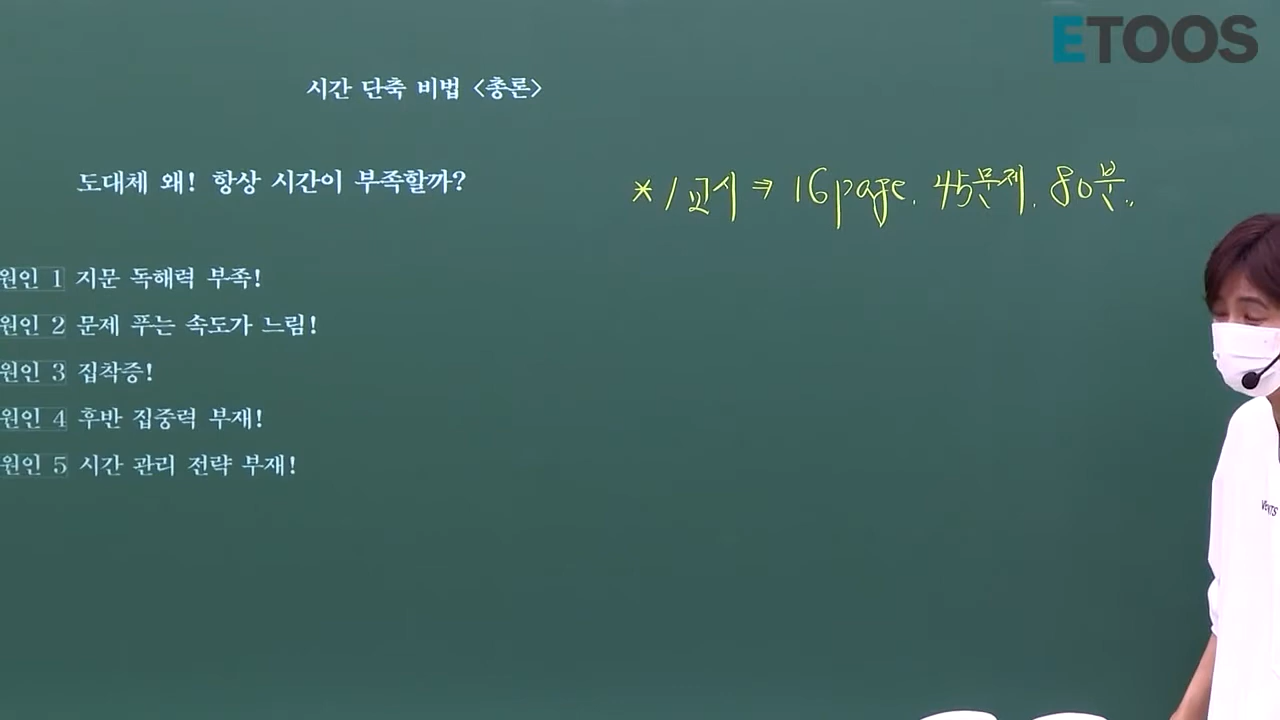 ETOOS
시간 단축 비법 <총론>
도대체 왜! 항상 시간이 부족할까?
* 1교시 ⇒ 16page. 45문제. 80분..
원인 1 지문 독해력 부족!
원인 2 문제 푸는 속도가 느림!
원인 3 집착증!
원인 4 후반 집중력 부재!
원인 5 시간 관리 전략 부재!